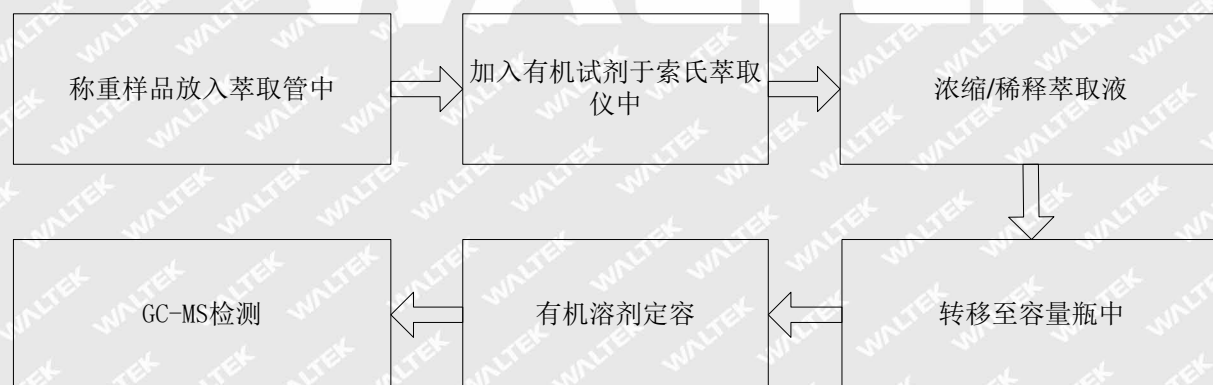 WALTEK
称重样品放入萃取管中
加入有机试剂于索氏萃取
仪中
浓缩/稀释萃取液
转移至容量瓶中
有机溶剂定容
GC-MS检测